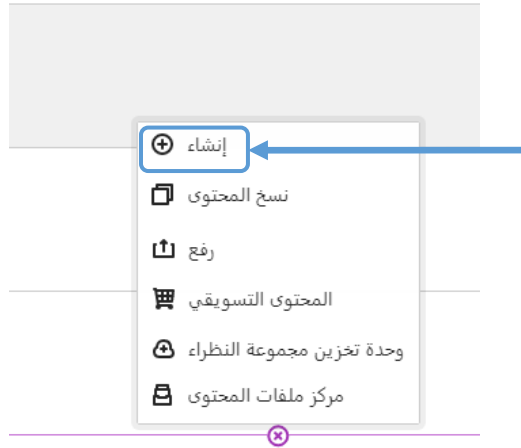 إنشاء
نسخ المحتوى
رفع
المحتوى التسويقي
وحدة تخزين مجموعة النظراء
مركز ملفات المحتوى